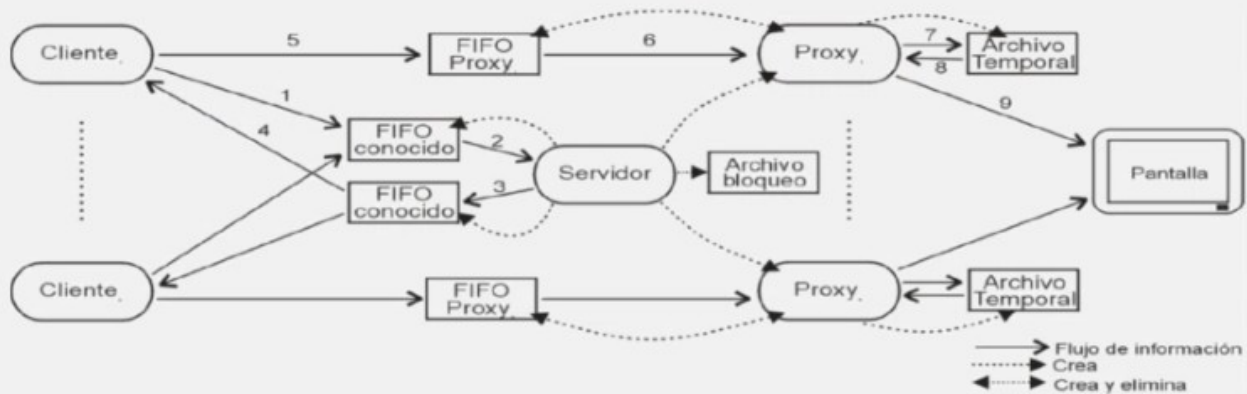 Cliente
5
FIFO
Proxy
6
Proxy
7
8
Archivo
Temporal
1
4
FIFO
conocido
2
9
Servidor
Archivo
bloqueo
Pantalla
FIFO
conocido
3
Cliente
FIFO
Proxy
Proxy
Archivo
Temporal
Flujo de información
Crea
Crea y elimina